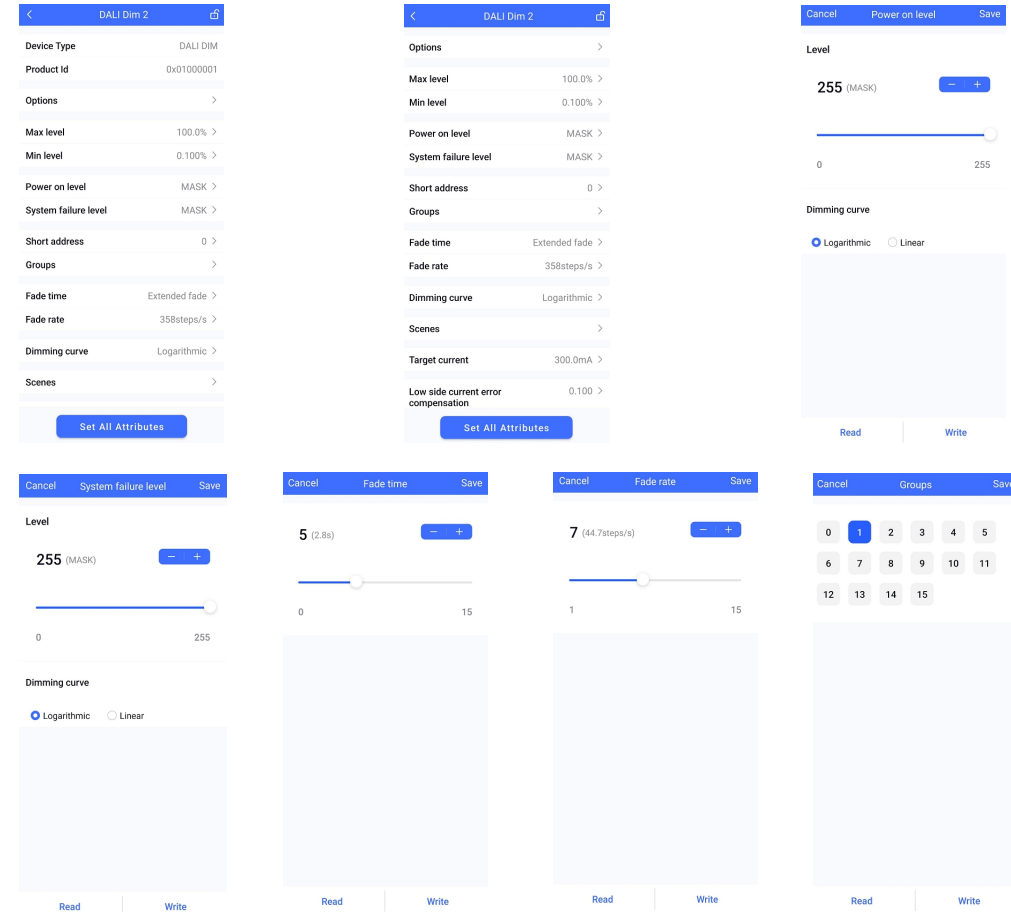 DALI Dim 2
Device Type DALI DIM
Product Id 0x01000001
Options
Max level 100.0%
Min level 0.100%
Power on level MASK
System failure level MASK
Short address 0
Groups
Fade time Extended fade
Fade rate 358steps/s
Dimming curve Logarithmic
Scenes
Set All Attributes
DALI Dim 2
Options
Max level 100.0%
Min level 0.100%
Power on level MASK
System failure level MASK
Short address 0
Groups
Fade time Extended fade
Fade rate 358steps/s
Dimming curve Logarithmic
Scenes
Target current 300.0mA
Low side current error 0.100
compensation
Set All Attributes
Cancel Power on level Save
Level
255 (MASK) − +
0 255
Dimming curve
Logarithmic Linear
Read Write
Cancel System failure level Save
Level
255 (MASK) − +
0 255
Dimming curve
Logarithmic Linear
Read Write
Cancel Fade time Save
5 (2.8s) − +
0 15
Read Write
Cancel Fade rate Save
7 (44.7steps/s) − +
1 15
Read Write
Cancel Groups Save
0 1 2 3 4 5
6 7 8 9 10 11
12 13 14 15
Read Write